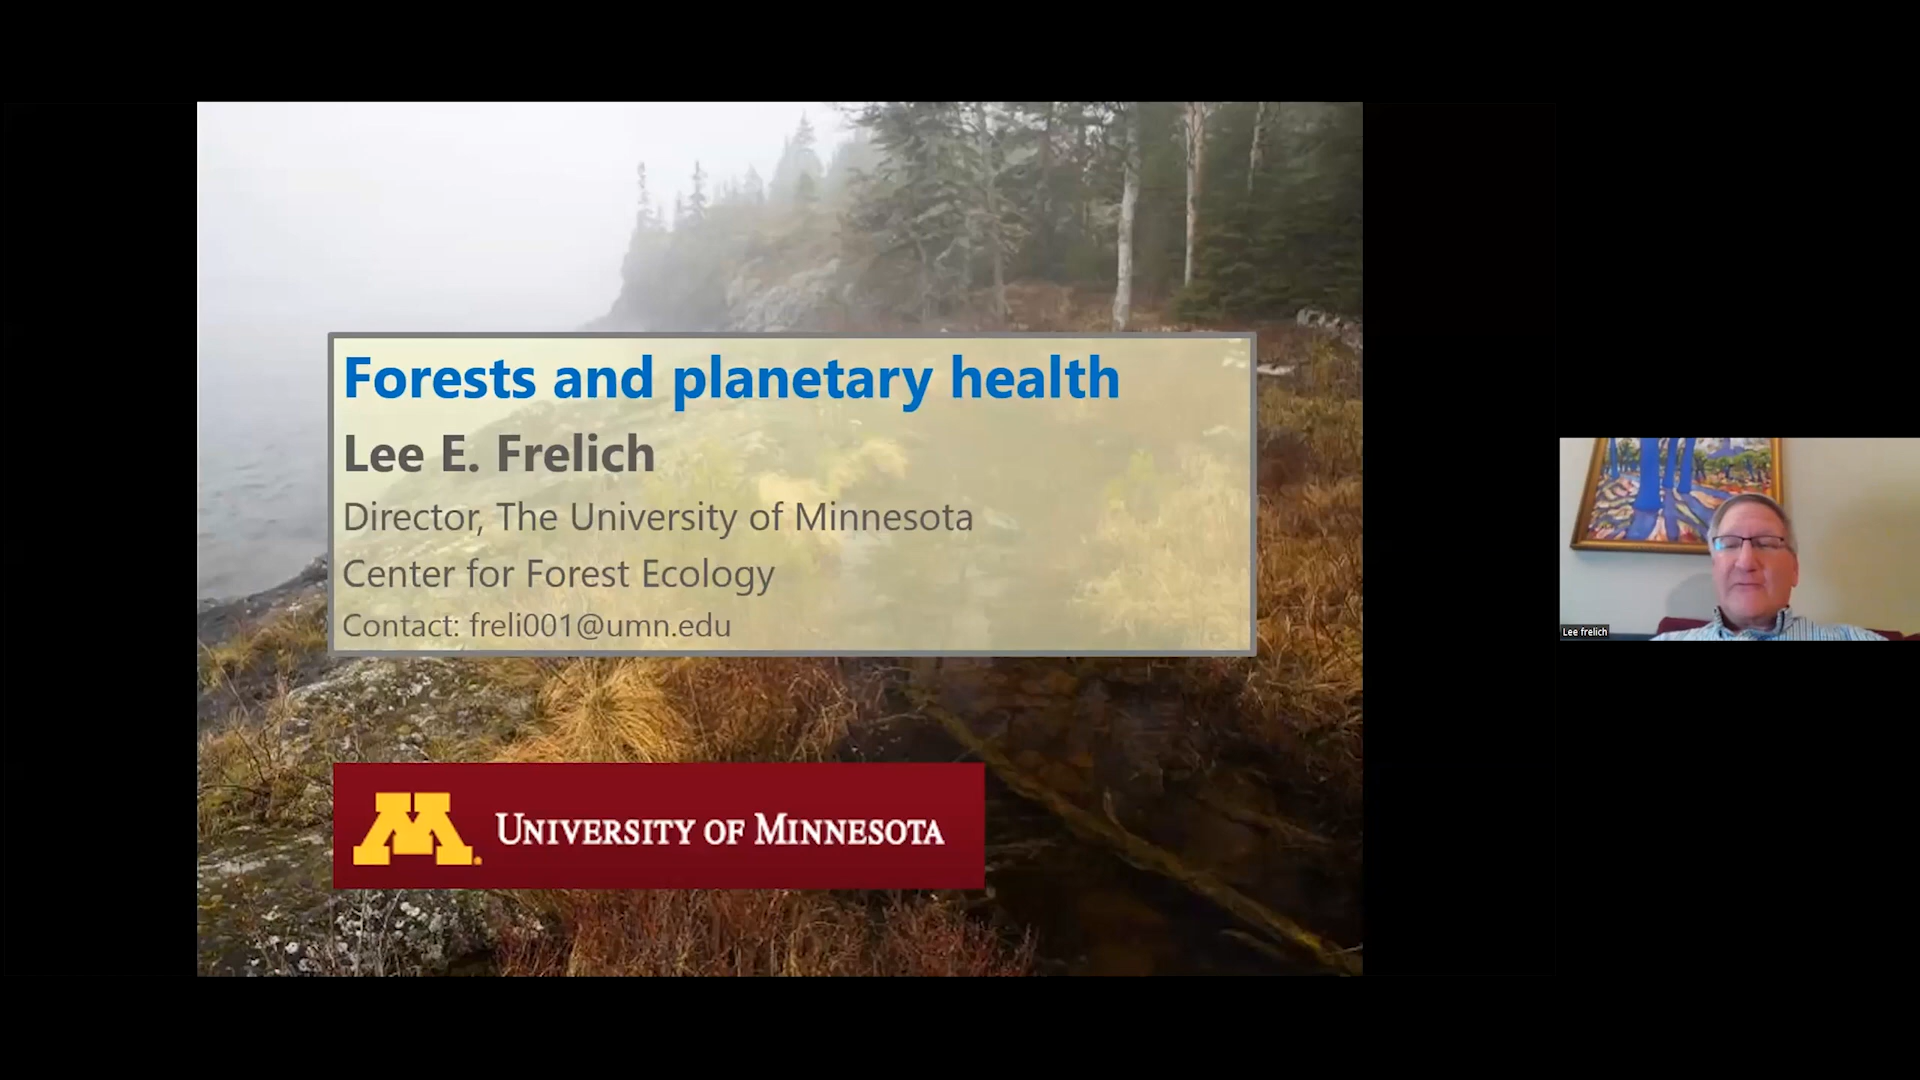 Forests and planetary health
Lee E. Frelich
Director, The University of Minnesota
Center for Forest Ecology
Contact: freli001@umn.edu
M
UNIVERSITY OF MINNESOTA
Lee frelich